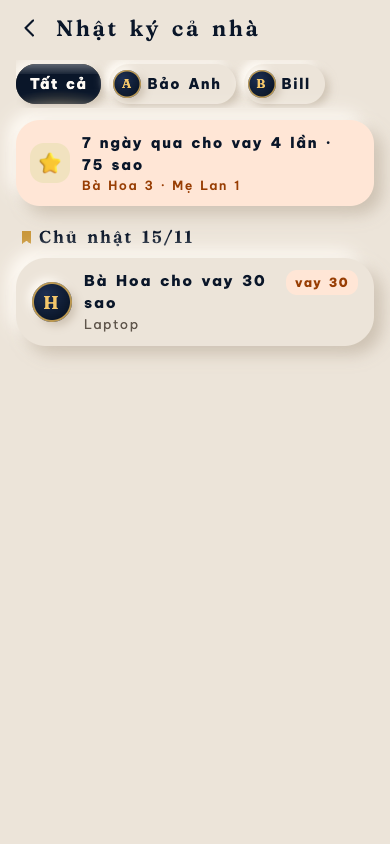 Nhật ký cả nhà
Tất cả
A Bảo Anh
B Bill
7 ngày qua cho vay 4 lần ·
75 sao
Bà Hoa 3 · Mẹ Lan 1
Chủ nhật 15/11
H
Bà Hoa cho vay 30
sao
vay 30
Laptop